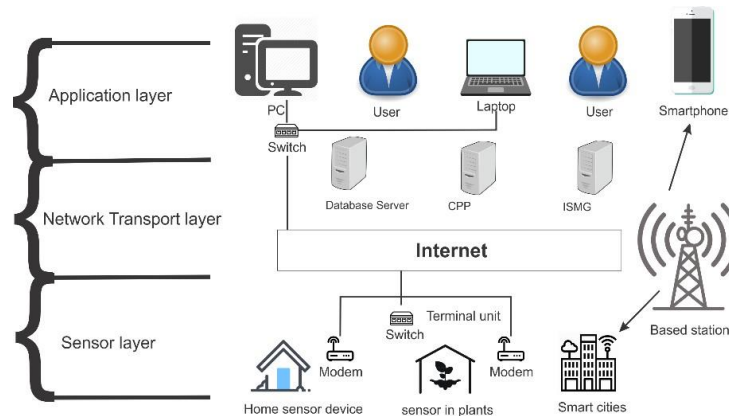 Application layer
PC
User
Laptop
User
Smartphone
Switch
Network Transport layer
Database Server
CPP
ISMG
Internet
Based station
Sensor layer
Terminal unit
Switch
Modem
Modem
Home sensor device
sensor in plants
Smart cities